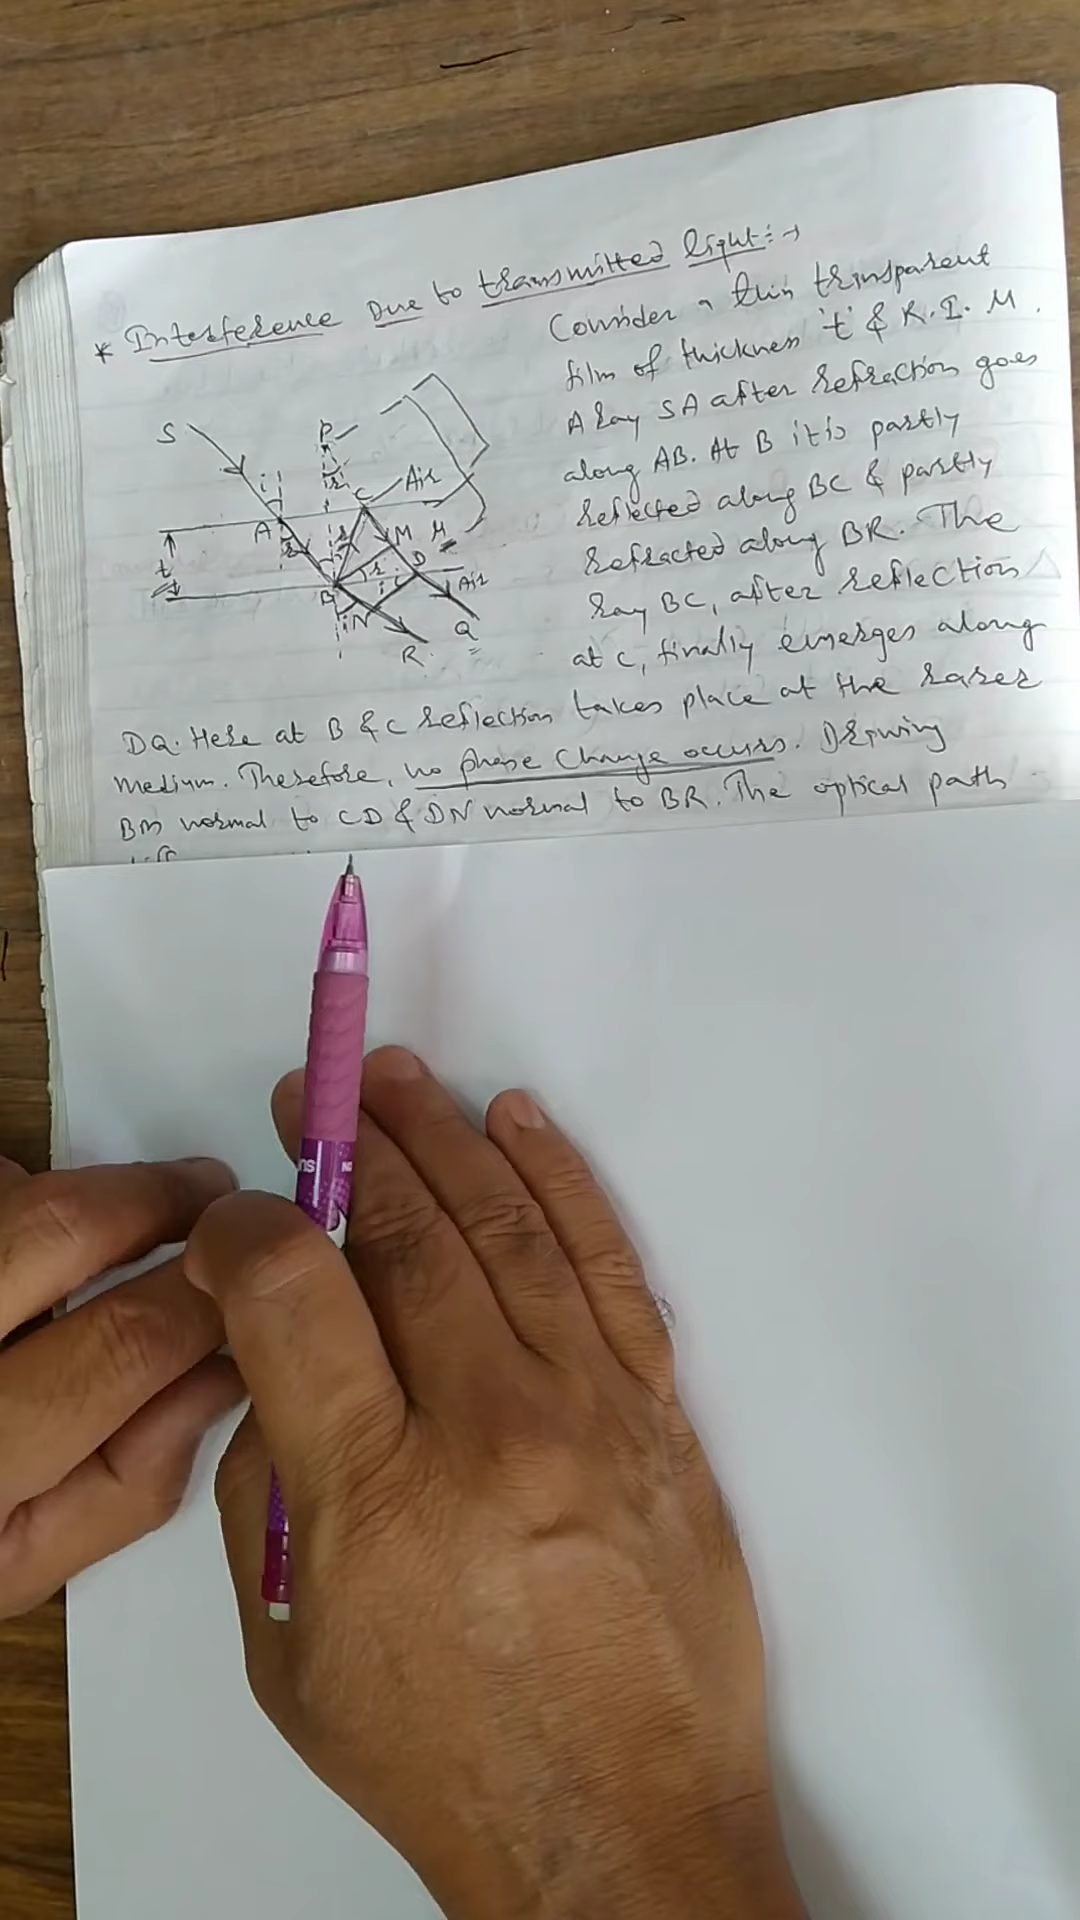 * Interference Due to transmitted light :→
Consider a thin transparent
film of thickness 't' & R.I. μ.
A ray SA after refraction goes
along AB. At B it is partly
reflected along BC & partly
refracted along BR. The
ray BC, after reflection
at C, finally emerges along
DQ. Here at B & C reflection takes place at the rarer
medium. Therefore, no phase change occurs. Drawing
BM normal to CD & DN normal to BR. The optical path
S
P
i
r
C
Air
A
r
r
M
μ
t
r
D
B
i
Air
i
N
Q
R